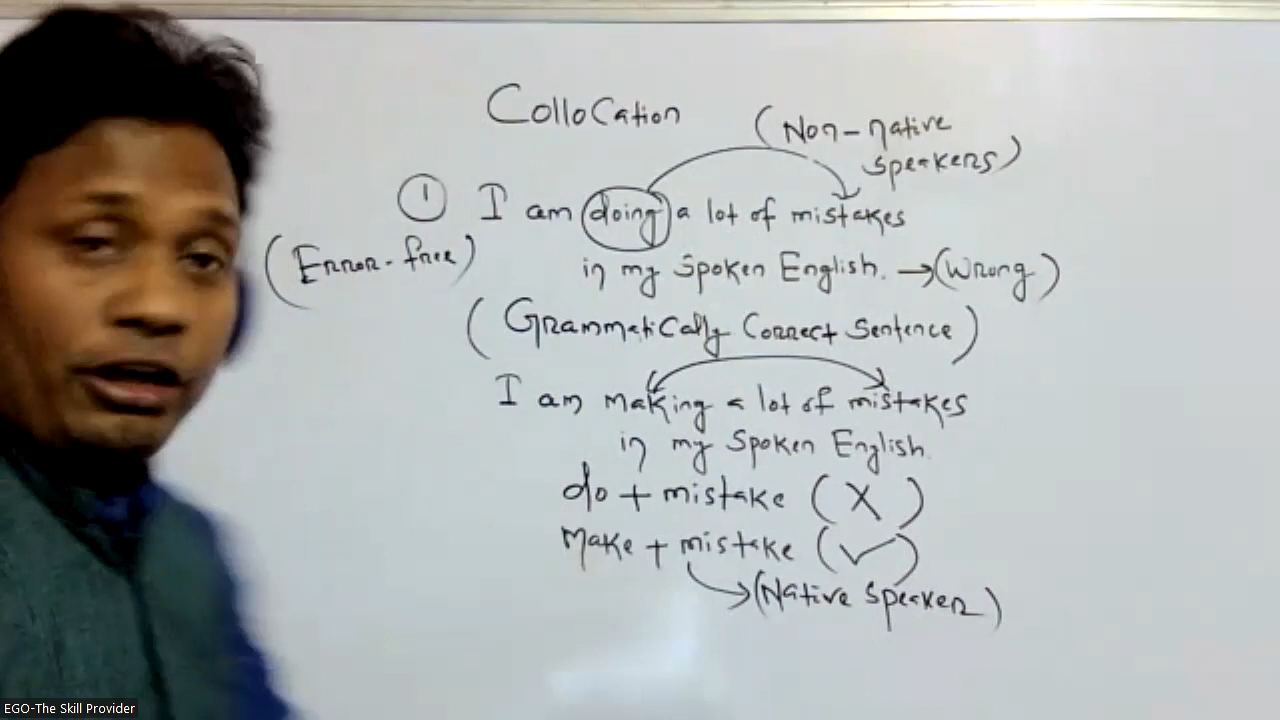 Collocation
(Non-native
speakers)
① I am doing a lot of mistakes
(Error-free)
in my spoken English. → (Wrong)
(Grammatically Correct Sentence)
I am making a lot of mistakes
in my Spoken English.
do + mistake (X)
Make + mistake (✓)
(Native Speaker)
EGO-The Skill Provider